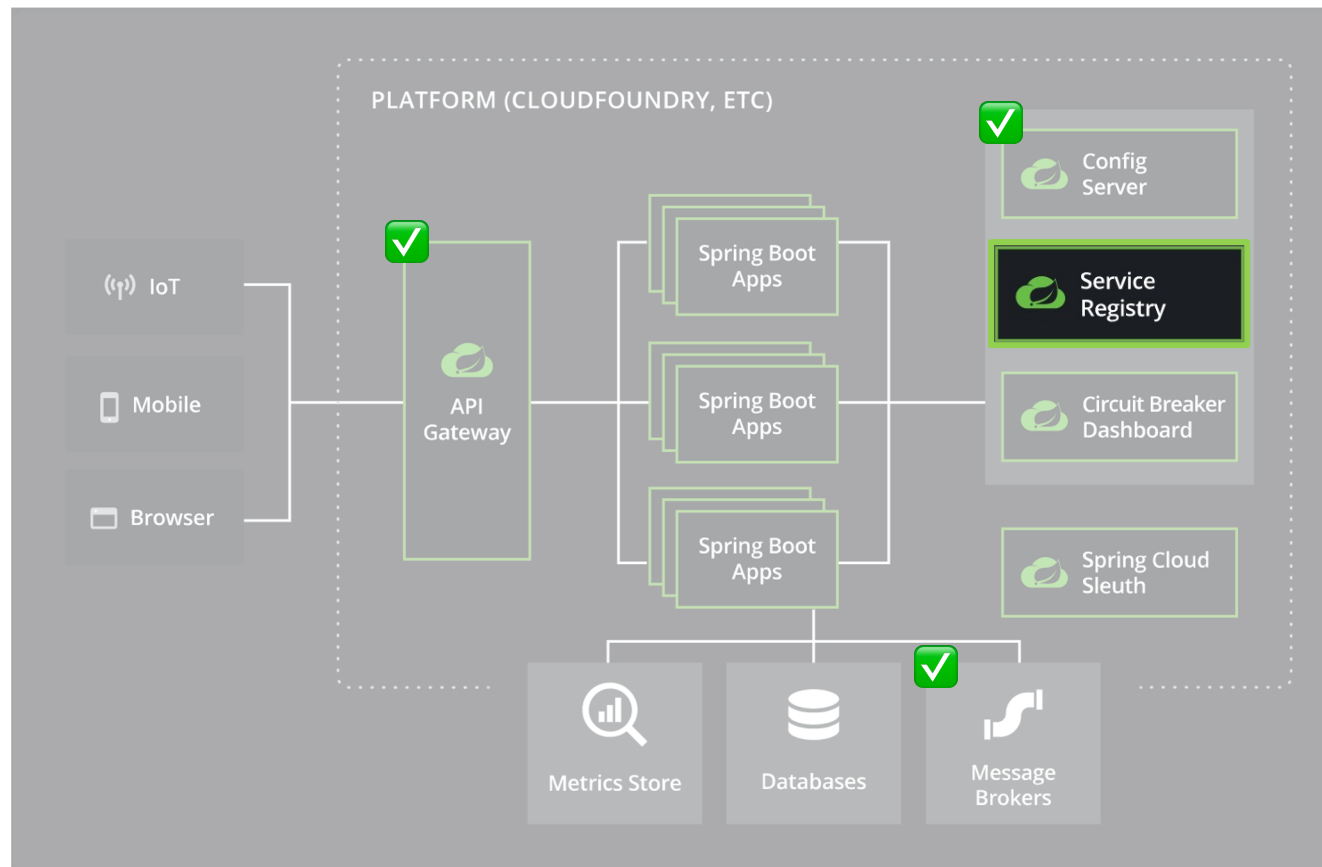 PLATFORM (CLOUDFOUNDRY, ETC)
IoT
Mobile
Browser
API
Gateway
Spring Boot
Apps
Spring Boot
Apps
Spring Boot
Apps
Config
Server
Service
Registry
Circuit Breaker
Dashboard
Spring Cloud
Sleuth
Metrics Store
Databases
Message
Brokers